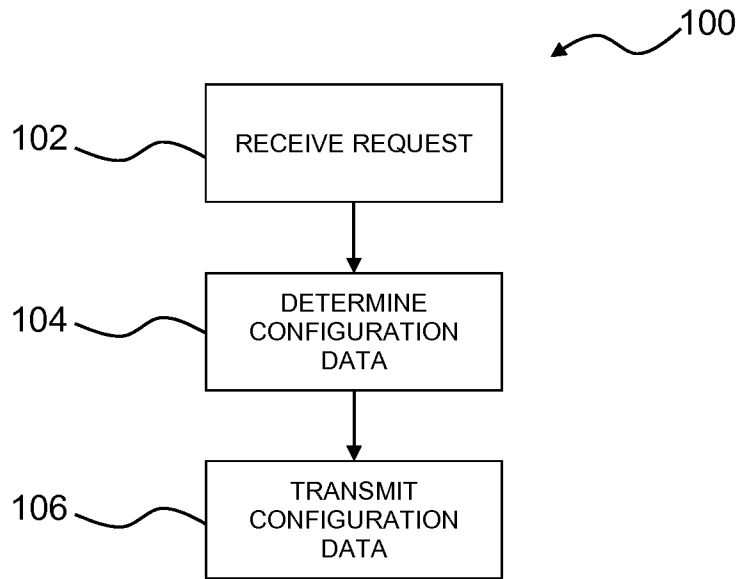 100
102
RECEIVE REQUEST
104
DETERMINE
CONFIGURATION
DATA
106
TRANSMIT
CONFIGURATION
DATA